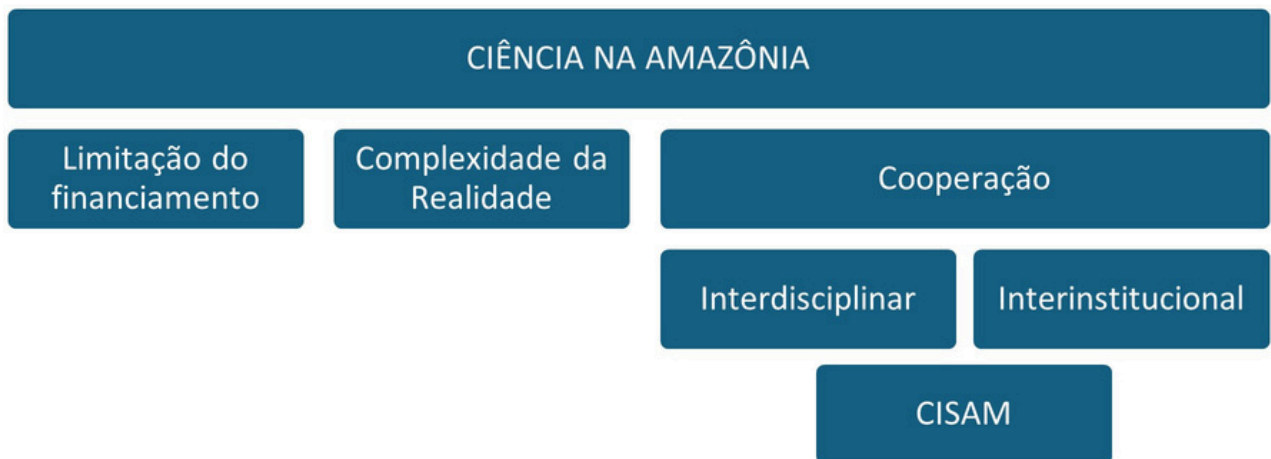 CIÊNCIA NA AMAZÔNIA
Limitação do
financiamento
Complexidade da
Realidade
Cooperação
Interdisciplinar
Interinstitucional
CISAM